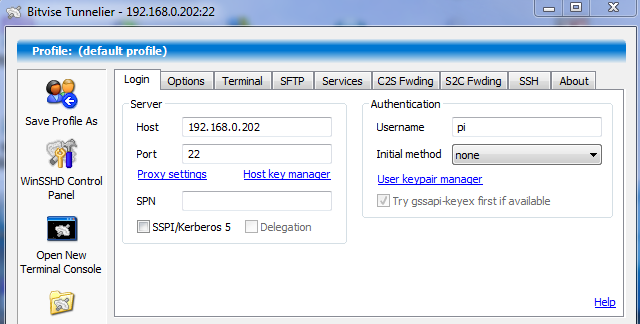 Bitvise Tunnelier - 192.168.0.202:22
Profile: (default profile)
Save Profile As
WinSSHD Control
Panel
Open New
Terminal Console
Login Options Terminal SFTP Services C2S Fwding S2C Fwding SSH About
Server
Host 192.168.0.202
Port 22
Proxy settings Host key manager
SPN
SSPI/Kerberos 5 Delegation
Authentication
Username pi
Initial method none
User keypair manager
Try gssapi-keyex first if available
Help